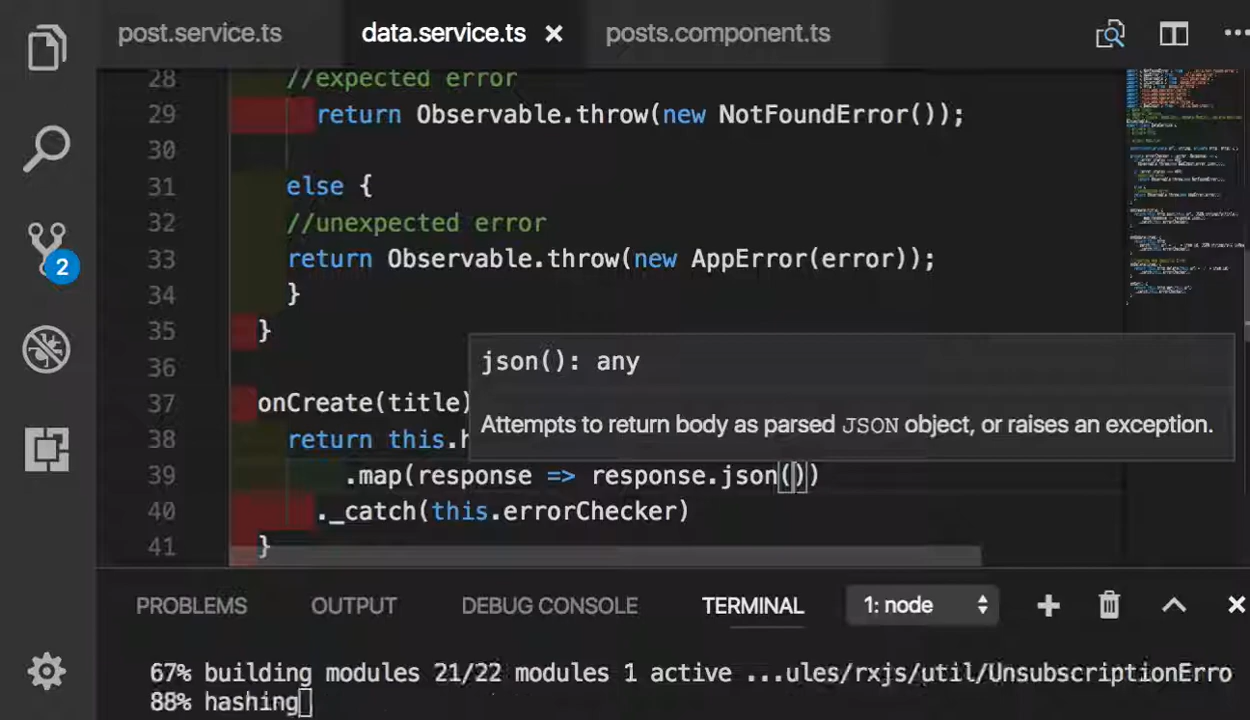 post.service.ts
data.service.ts ×
posts.component.ts
28 //expected error
29 return Observable.throw(new NotFoundError());
30
31 else {
32 //unexpected error
33 return Observable.throw(new AppError(error));
34 }
35 }
36
json(): any
37 onCreate(title)
Attempts to return body as parsed JSON object, or raises an exception.
38 return this.h
39 .map(response => response.json())
40 ._catch(this.errorChecker)
41 }
2
PROBLEMS OUTPUT DEBUG CONSOLE TERMINAL 1: node
67% building modules 21/22 modules 1 active ...ules/rxjs/util/UnsubscriptionErro
88% hashing